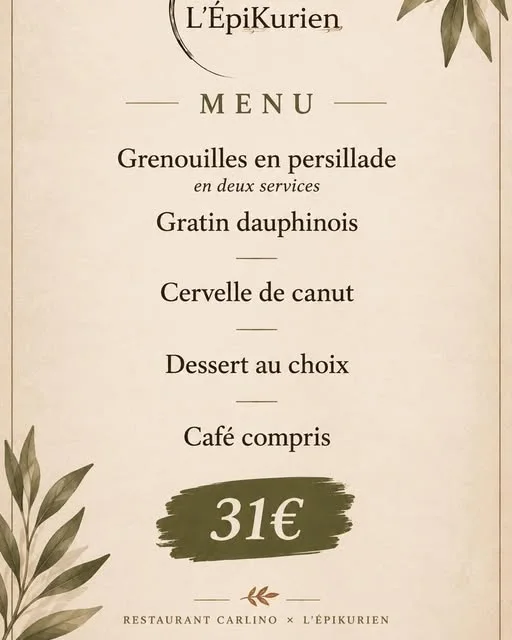 L'ÉpiKurien
MENU
Grenouilles en persillade
en deux services
Gratin dauphinois
Cervelle de canut
Dessert au choix
Café compris
31€
RESTAURANT CARLINO × L'ÉPIKURIEN